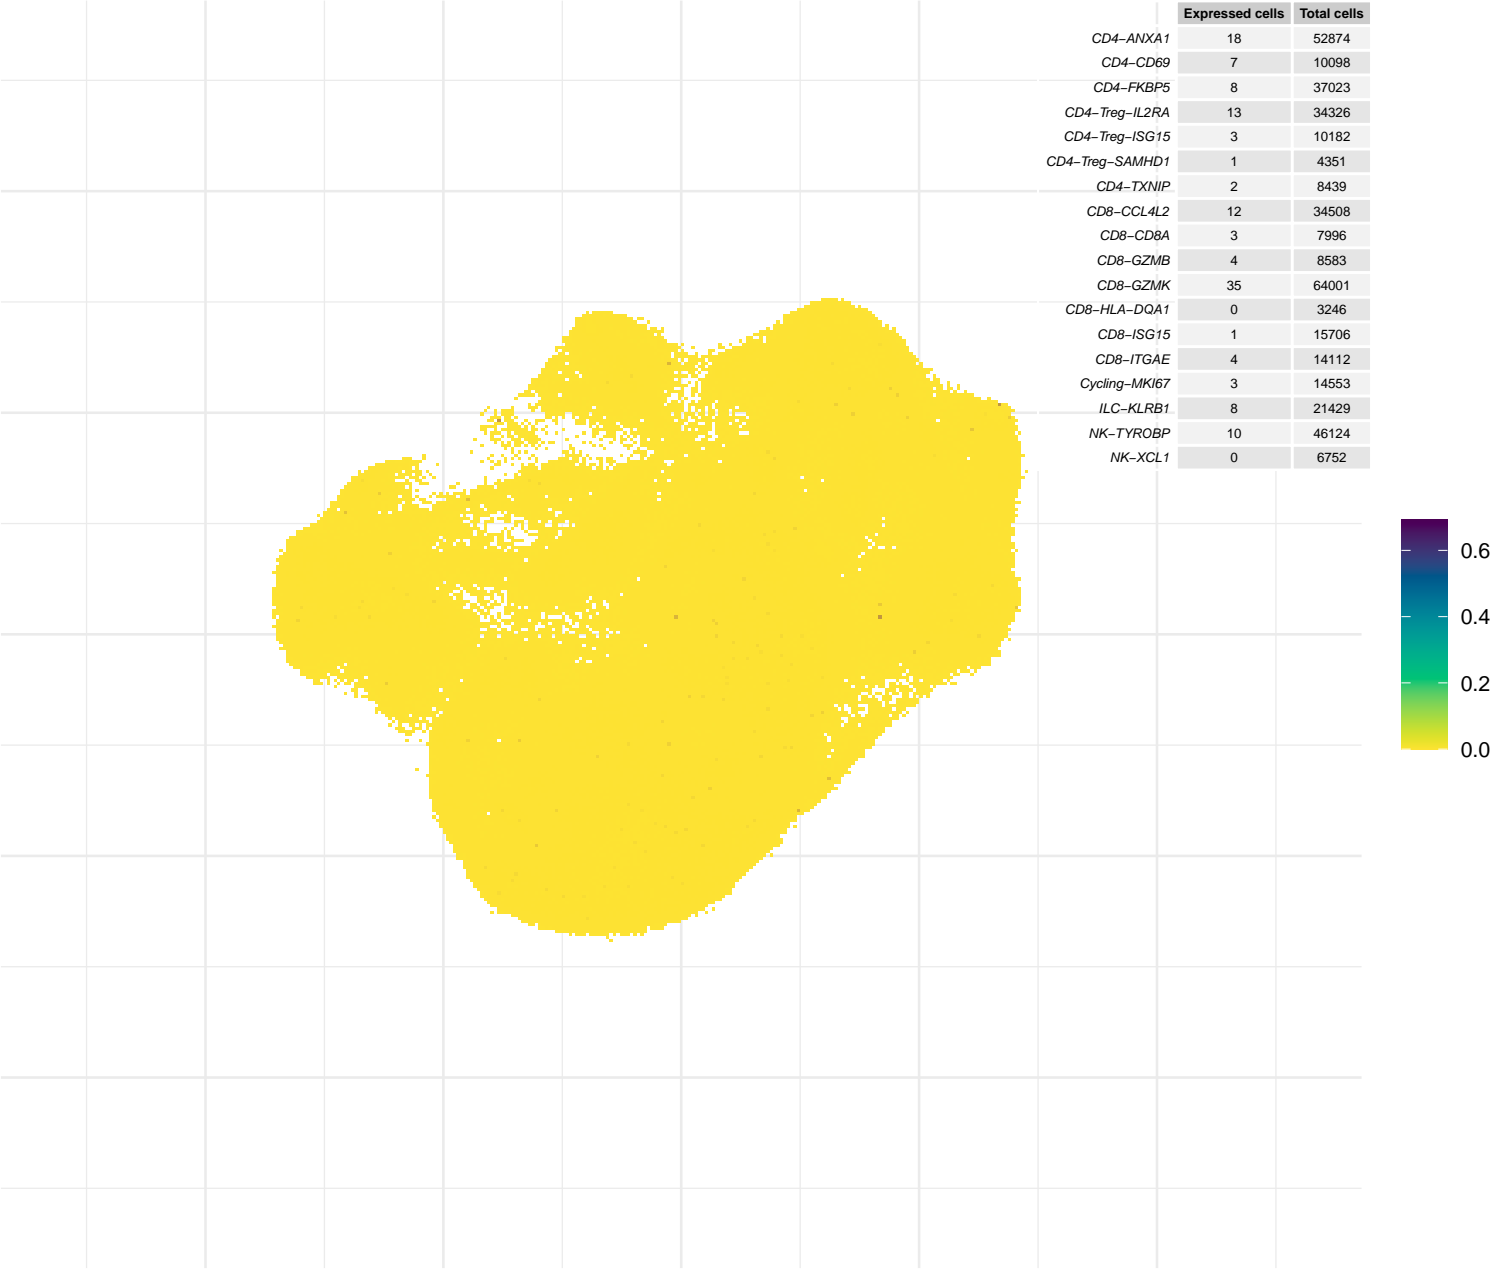 Expressed cells Total cells
CD4−ANXA1 18 52874
CD4−CD69 7 10098
CD4−FKBP5 8 37023
CD4−Treg−IL2RA 13 34326
CD4−Treg−ISG15 3 10182
CD4−Treg−SAMHD1 1 4351
CD4−TXNIP 2 8439
CD8−CCL4L2 12 34508
CD8−CD8A 3 7996
CD8−GZMB 4 8583
CD8−GZMK 35 64001
CD8−HLA−DQA1 0 3246
CD8−ISG15 1 15706
CD8−ITGAE 4 14112
Cycling−MKI67 3 14553
ILC−KLRB1 8 21429
NK−TYROBP 10 46124
NK−XCL1 0 6752
0.6
0.4
0.2
0.0